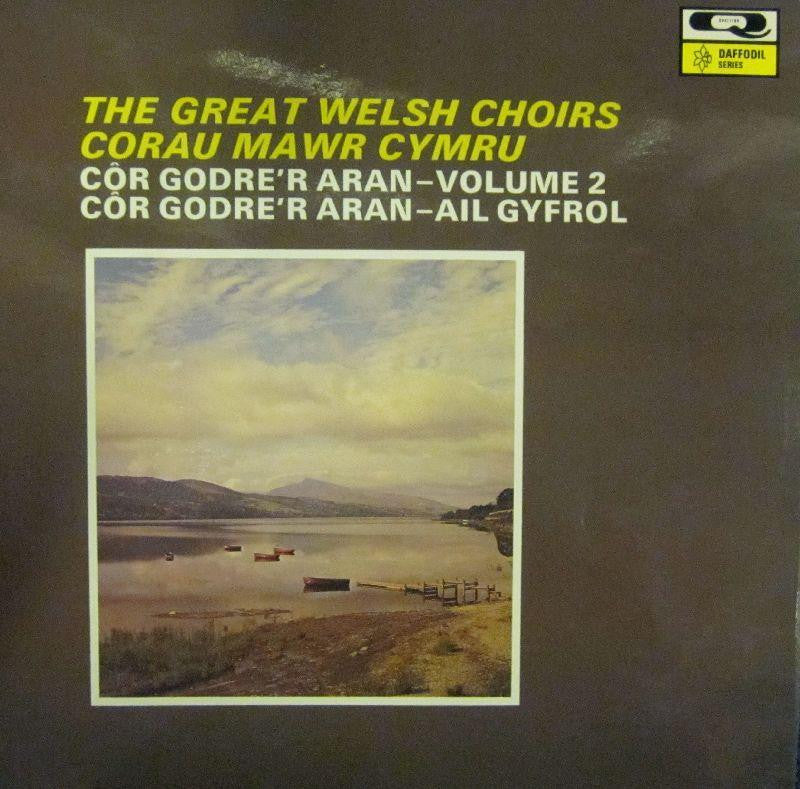 DAFFODIL
SERIES
THE GREAT WELSH CHOIRS
CORAU MAWR CYMRU
CÔR GODRE'R ARAN–VOLUME 2
CÔR GODRE'R ARAN–AIL GYFROL